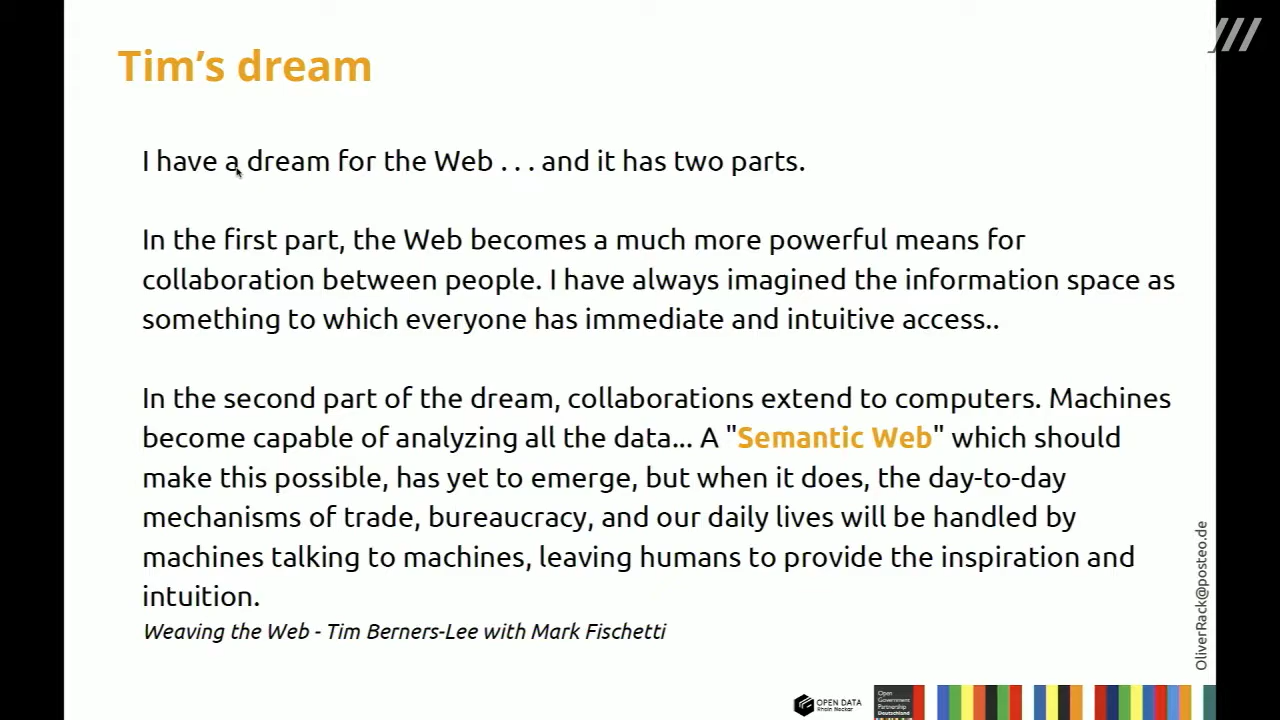 Tim’s dream
I have a dream for the Web . . . and it has two parts.
In the first part, the Web becomes a much more powerful means for
collaboration between people. I have always imagined the information space as
something to which everyone has immediate and intuitive access..
In the second part of the dream, collaborations extend to computers. Machines
become capable of analyzing all the data... A "Semantic Web" which should
make this possible, has yet to emerge, but when it does, the day-to-day
mechanisms of trade, bureaucracy, and our daily lives will be handled by
machines talking to machines, leaving humans to provide the inspiration and
intuition.
Weaving the Web - Tim Berners-Lee with Mark Fischetti
OliverRack@posteo.de
OPEN DATA
Rhein Neckar
Open
Government
Partnership
Deutschland